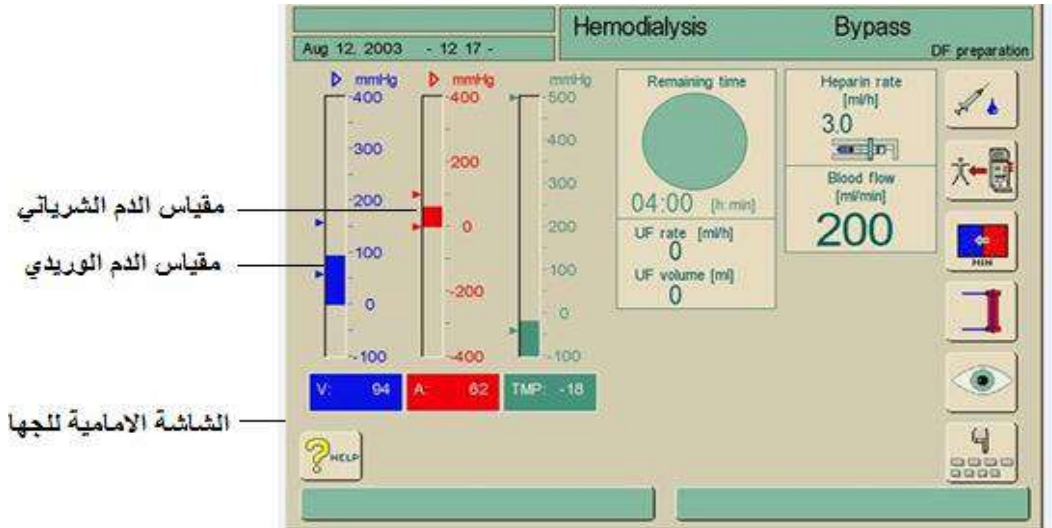 Hemodialysis Bypass
Aug 12, 2003 - 12 17 -
DF preparation
mmHg mmHg mmHg
400 400 500
300 200 400
200 0 300
100 -200 200
0 -400 100
-100 0
-100
V: 94 A: 62 TMP: -18
Remaining time
04:00 [h:min]
UF rate [ml/h]
0
UF volume [ml]
0
Heparin rate
[ml/h]
3.0
Blood flow
[ml/min]
200
MIN
HELP
مقياس الدم الشرياني
مقياس الدم الوريدي
الشاشة الامامية للجها